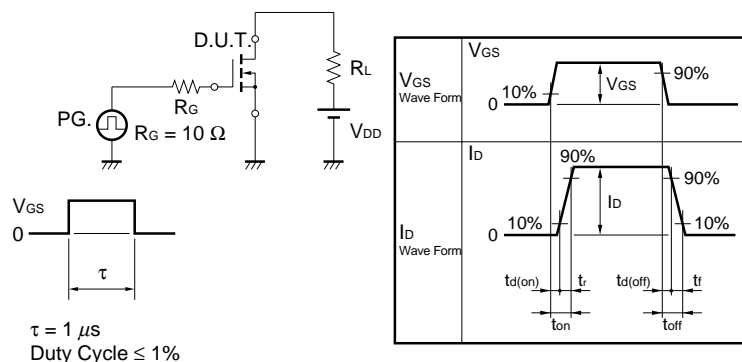 D.U.T.
RL
RG
PG.
RG = 10 Ω
VDD
VGS
0
τ
τ = 1 μs
Duty Cycle ≤ 1%
VGS
Wave Form
VGS
10%
0
VGS
90%
ID
Wave Form
ID
90%
90%
ID
10%
10%
0
td(on)
tr
td(off)
tf
ton
toff